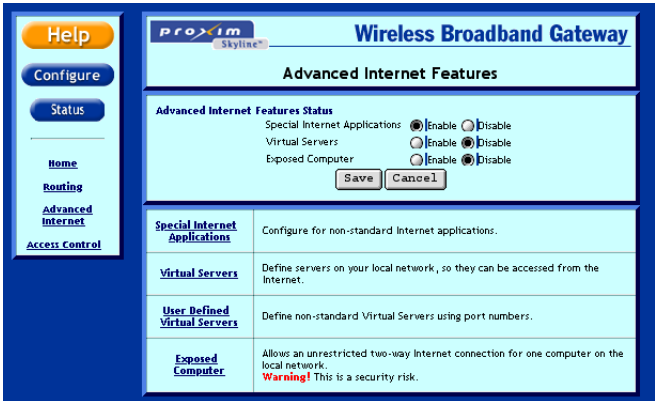 Help
Configure
Status
Home
Routing
Advanced
Internet
Access Control
proxim
Skyline™
Wireless Broadband Gateway
Advanced Internet Features
Advanced Internet Features Status
Special Internet Applications Enable Disable
Virtual Servers Enable Disable
Exposed Computer Enable Disable
Save Cancel
Special Internet
Applications
Configure for non-standard Internet applications.
Virtual Servers
Define servers on your local network, so they can be accessed from the
Internet.
User Defined
Virtual Servers
Define non-standard Virtual Servers using port numbers.
Exposed
Computer
Allows an unrestricted two-way Internet connection for one computer on the
local network.
Warning! This is a security risk.